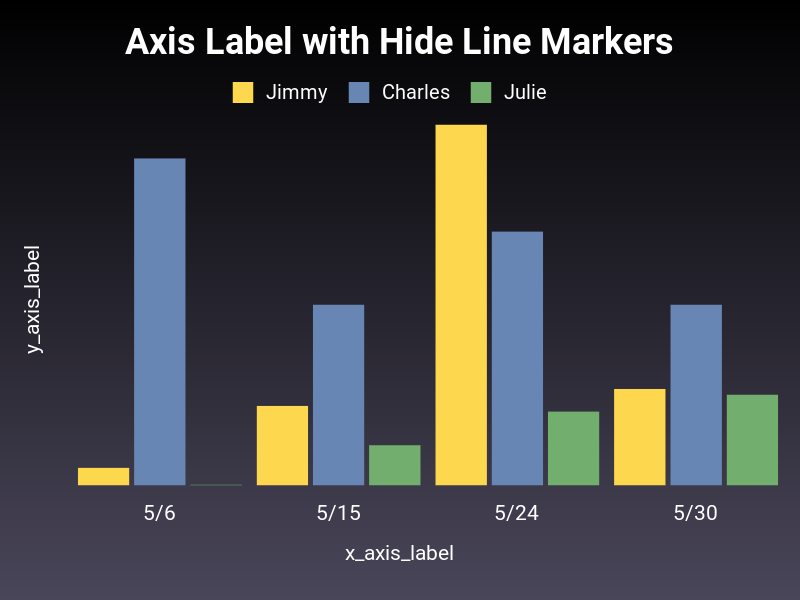 Axis Label with Hide Line Markers
Jimmy Charles Julie
y_axis_label
5/6 5/15 5/24 5/30
x_axis_label